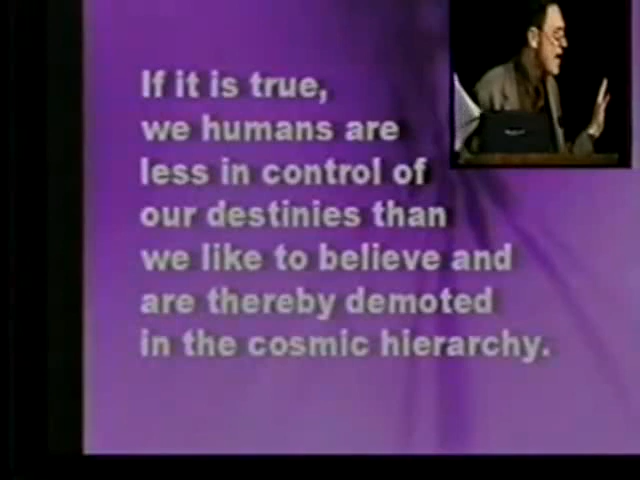 If it is true,
we humans are
less in control of
our destinies than
we like to believe and
are thereby demoted
in the cosmic hierarchy.